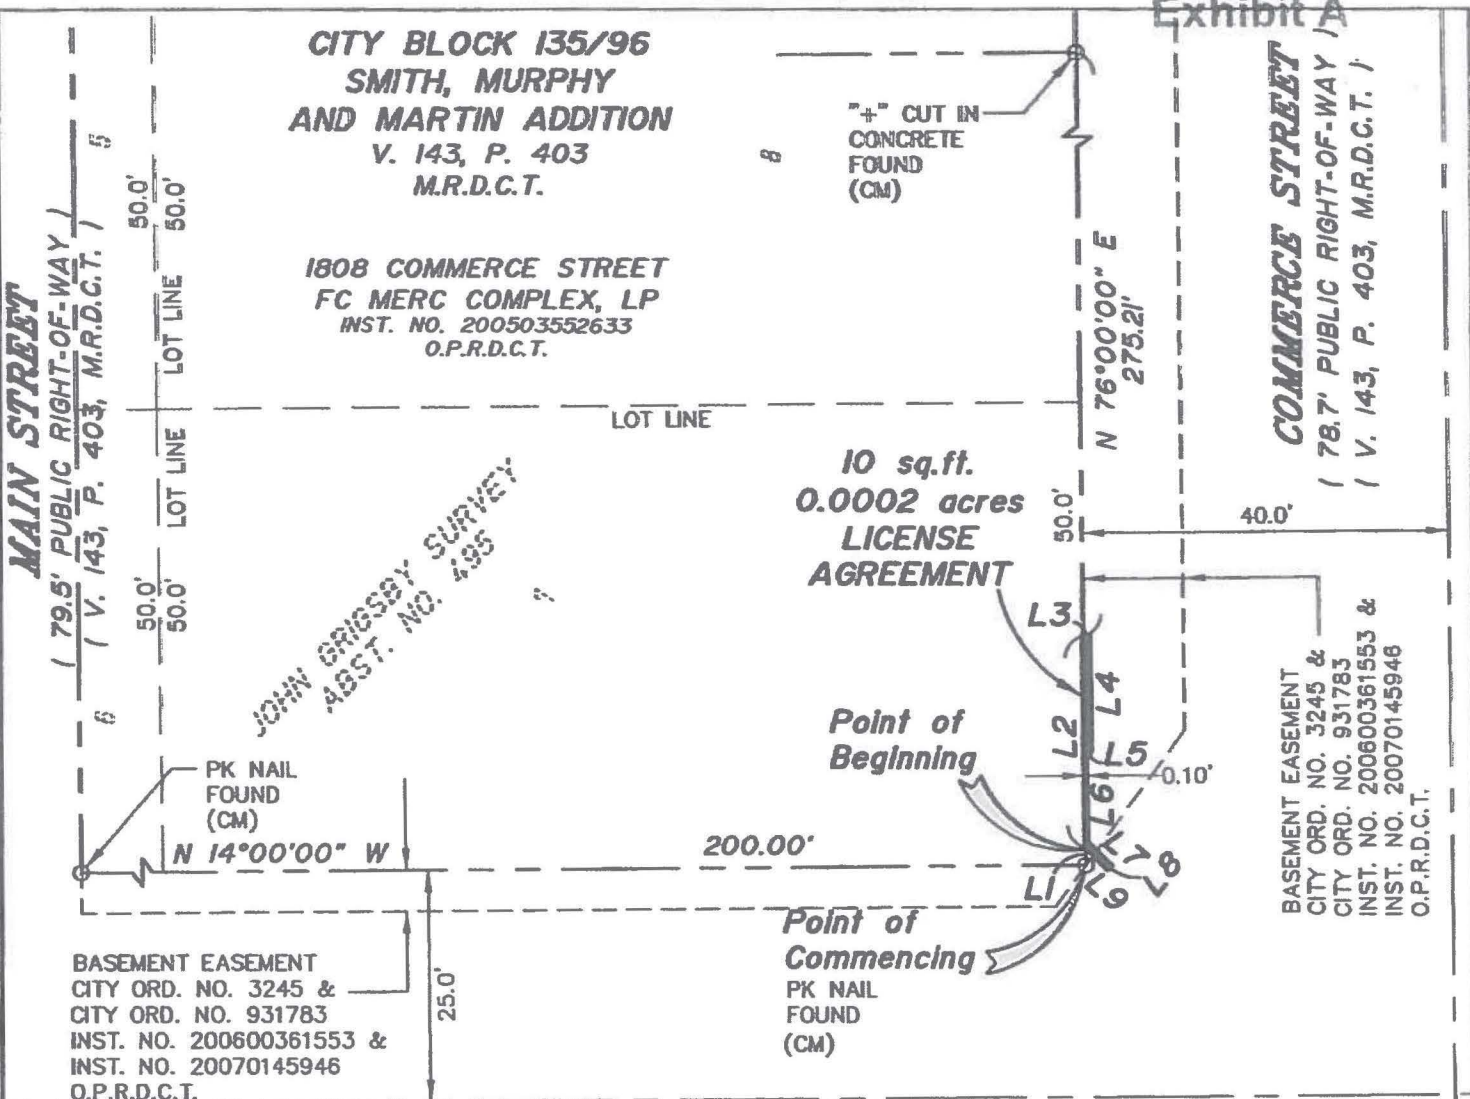 Exhibit A
CITY BLOCK 135/96
SMITH, MURPHY
AND MARTIN ADDITION
V. 143, P. 403
M.R.D.C.T.
1808 COMMERCE STREET
FC MERC COMPLEX, LP
INST. NO. 200503552633
O.P.R.D.C.T.
"+" CUT IN
CONCRETE
FOUND
(CM)
8
5
50.0'
50.0'
LOT LINE
LOT LINE
50.0'
50.0'
6
MAIN STREET
( 79.5' PUBLIC RIGHT-OF-WAY )
( V. 143, P. 403, M.R.D.C.T. )
COMMERCE STREET
( 78.7' PUBLIC RIGHT-OF-WAY )
( V. 143, P. 403, M.R.D.C.T. )
N 76°00'00" E
275.21'
LOT LINE
JOHN GRIGSBY SURVEY
ABST. NO. 495
10 sq.ft.
0.0002 acres
LICENSE
AGREEMENT
50.0'
40.0'
L3
L4
L2
L5
0.10'
L6
L7
L8
L9
L1
Point of
Beginning
PK NAIL
FOUND
(CM)
N 14°00'00" W
200.00'
Point of
Commencing
PK NAIL
FOUND
(CM)
BASEMENT EASEMENT
CITY ORD. NO. 3245 &
CITY ORD. NO. 931783
INST. NO. 200600361553 &
INST. NO. 20070145946
O.P.R.D.C.T.
25.0'
BASEMENT EASEMENT
CITY ORD. NO. 3245 &
CITY ORD. NO. 931783
INST. NO. 200600361553 &
INST. NO. 20070145946
O.P.R.D.C.T.